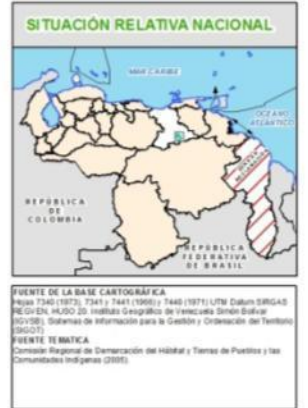 SITUACIÓN RELATIVA NACIONAL
MAR CARIBE
OCEANO
ATLANTICO
REPÚBLICA
DE
COLOMBIA
REPÚBLICA
FEDERATIVA
DE BRASIL
FUENTE DE LA BASE CARTOGRÁFICA
Hojas 7340 (1973), 7341 y 7441 (1966) y 7440 (1971) UTM Datum SIRGAS
REGVEN, HUSO 20. Instituto Geográfico de Venezuela Simón Bolívar
(IGVSB), Sistemas de Información para la Gestión y Ordenación del Territorio
(SIGOT)
FUENTE TEMATICA
Comisión Regional de Demarcación del Hábitat y Tierras de Pueblos y las
Comunidades Indígenas (2005).